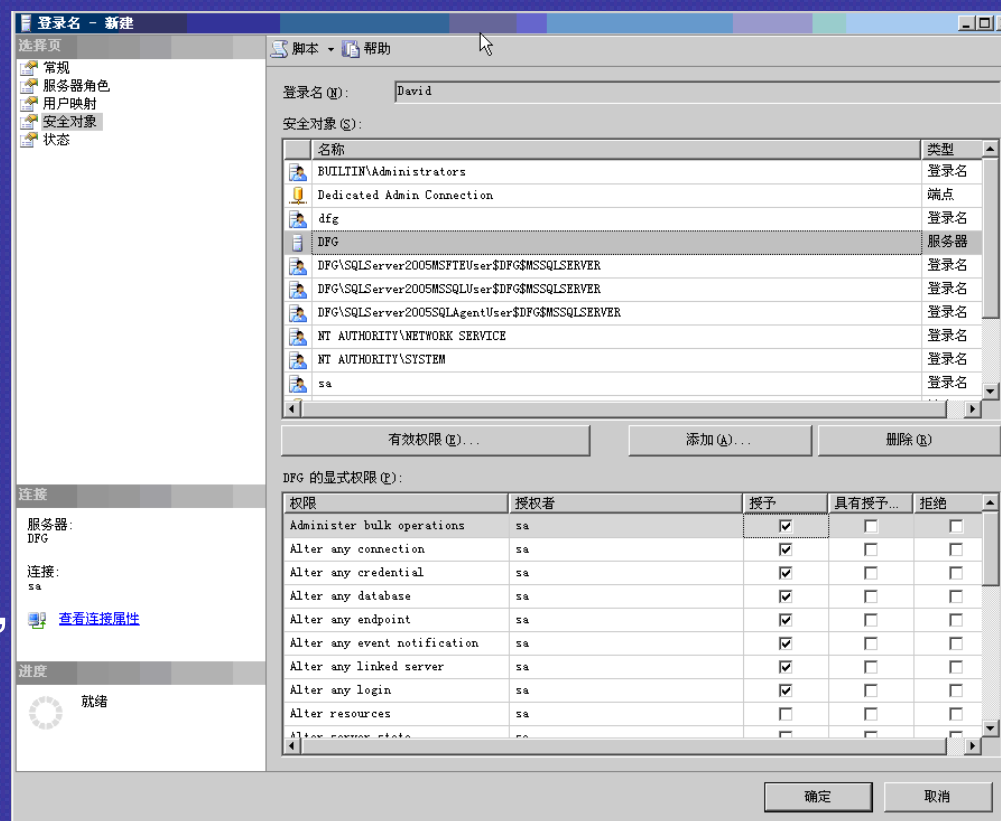 登录名 - 新建
选择页
常规
服务器角色
用户映射
安全对象
状态
脚本 帮助
登录名(N): David
安全对象(S):
名称 类型
BUILTIN\Administrators 登录名
Dedicated Admin Connection 端点
dfg 登录名
DFG 服务器
DFG\SQLServer2005MSFTEUser$DFG$MSSQLSERVER 登录名
DFG\SQLServer2005MSSQLUser$DFG$MSSQLSERVER 登录名
DFG\SQLServer2005SQLAgentUser$DFG$MSSQLSERVER 登录名
NT AUTHORITY\NETWORK SERVICE 登录名
NT AUTHORITY\SYSTEM 登录名
sa 登录名
有效权限(E)... 添加(A)... 删除(R)
DFG 的显式权限(P):
权限 授权者 授予 具有授予... 拒绝
Administer bulk operations sa
Alter any connection sa
Alter any credential sa
Alter any database sa
Alter any endpoint sa
Alter any event notification sa
Alter any linked server sa
Alter any login sa
Alter resources sa
Alter server state sa
连接
服务器:
DFG
连接:
sa
查看连接属性
进度
就绪
确定 取消